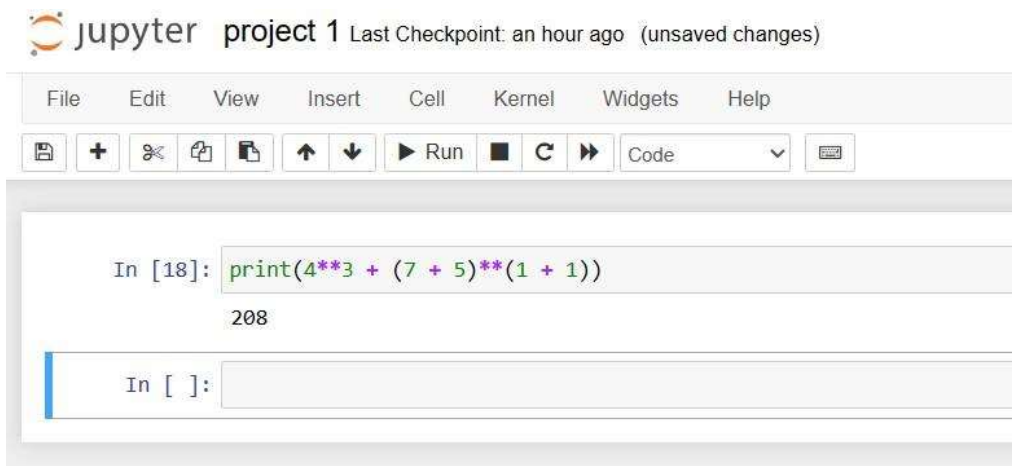 jupyter project 1 Last Checkpoint: an hour ago (unsaved changes)
File Edit View Insert Cell Kernel Widgets Help
Run Code
In [18]: print(4**3 + (7 + 5)**(1 + 1))
208
In [ ]: